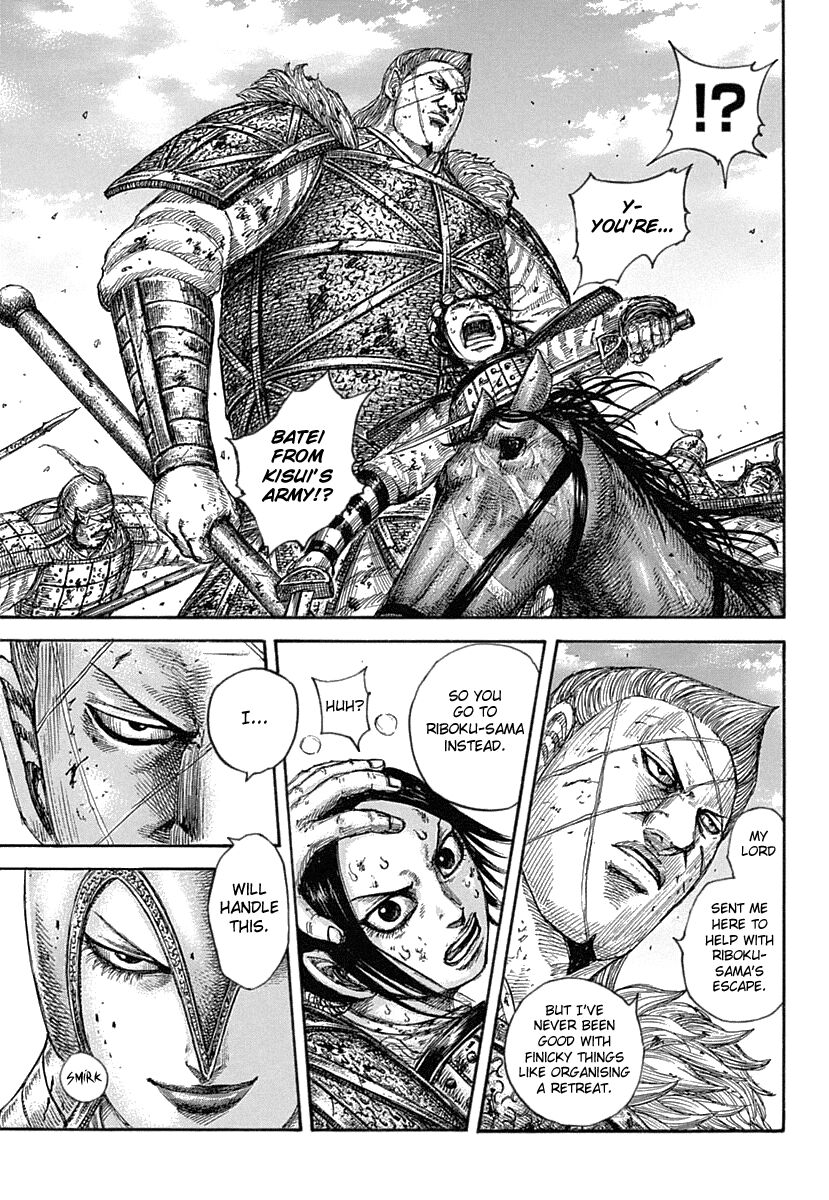 !?
Y-
YOU'RE...
BATEI
FROM
KISUI'S
ARMY!?
MY
LORD
SENT ME
HERE TO
HELP WITH
RIBOKU-
SAMA'S
ESCAPE.
BUT I'VE
NEVER BEEN
GOOD WITH
FINICKY THINGS
LIKE ORGANISING
A RETREAT.
SO YOU
GO TO
RIBOKU-SAMA
INSTEAD.
HUH?
I...
WILL
HANDLE
THIS.
SMIRK